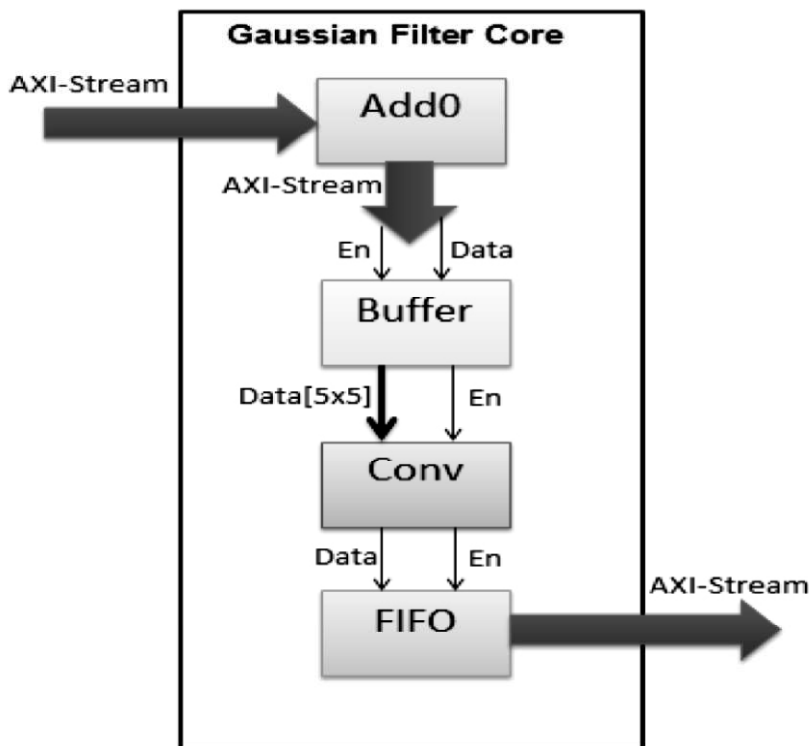 Gaussian Filter Core
AXI-Stream
Add0
AXI-Stream
En
Data
Buffer
Data[5x5]
En
Conv
Data
En
FIFO
AXI-Stream